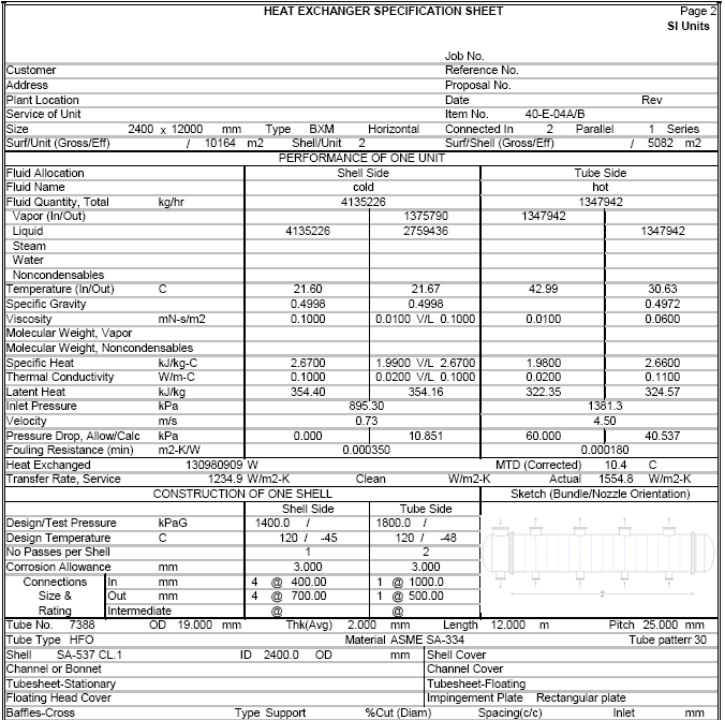 HEAT EXCHANGER SPECIFICATION SHEET Page 2
SI Units
Job No.
Customer Reference No.
Address Proposal No.
Plant Location Date Rev
Service of Unit Item No. 40-E-04A/B
Size 2400 x 12000 mm Type BXM Horizontal Connected In 2 Parallel 1 Series
Surf/Unit (Gross/Eff) / 10164 m2 Shell/Unit 2 Surf/Shell (Gross/Eff) / 5082 m2
PERFORMANCE OF ONE UNIT
Fluid Allocation Shell Side Tube Side
Fluid Name cold hot
Fluid Quantity, Total kg/hr 4135226 1347942
Vapor (In/Out) 1375790 1347942
Liquid 4135226 2759436 1347942
Steam
Water
Noncondensables
Temperature (In/Out) C 21.60 21.67 42.99 30.63
Specific Gravity 0.4998 0.4998 0.4972
Viscosity mN-s/m2 0.1000 0.0100 V/L 0.1000 0.0100 0.0600
Molecular Weight, Vapor
Molecular Weight, Noncondensables
Specific Heat kJ/kg-C 2.6700 1.9900 V/L 2.6700 1.9800 2.6600
Thermal Conductivity W/m-C 0.1000 0.0200 V/L 0.1000 0.0200 0.1100
Latent Heat kJ/kg 354.40 354.16 322.35 324.57
Inlet Pressure kPa 895.30 1381.3
Velocity m/s 0.73 4.50
Pressure Drop, Allow/Calc kPa 0.000 10.851 60.000 40.537
Fouling Resistance (min) m2-K/W 0.000350 0.000180
Heat Exchanged 130980909 W MTD (Corrected) 10.4 C
Transfer Rate, Service 1234.9 W/m2-K Clean W/m2-K Actual 1554.8 W/m2-K
CONSTRUCTION OF ONE SHELL Sketch (Bundle/Nozzle Orientation)
Shell Side Tube Side
Design/Test Pressure kPaG 1400.0 / 1800.0 /
Design Temperature C 120 / -45 120 / -48
No Passes per Shell 1 2
Corrosion Allowance mm 3.000 3.000
Connections In mm 4 @ 400.00 1 @ 1000.0
Size & Out mm 4 @ 700.00 1 @ 500.00
Rating Intermediate @ @
Tube No. 7388 OD 19.000 mm Thk(Avg) 2.000 mm Length 12.000 m Pitch 25.000 mm
Tube Type HFO Material ASME SA-334 Tube patterr 30
Shell SA-537 CL.1 ID 2400.0 OD mm Shell Cover
Channel or Bonnet Channel Cover
Tubesheet-Stationary Tubesheet-Floating
Floating Head Cover Impingement Plate Rectangular plate
Baffles-Cross Type Support %Cut (Diam) Spacing(c/c) Inlet mm